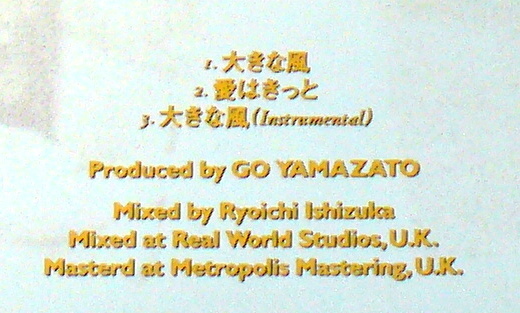 1. 大きな風
2. 愛はきっと
3. 大きな風(Instrumental)
Produced by GO YAMAZATO
Mixed by Ryoichi Ishizuka
Mixed at Real World Studios, U.K.
Masterd at Metropolis Mastering, U.K.